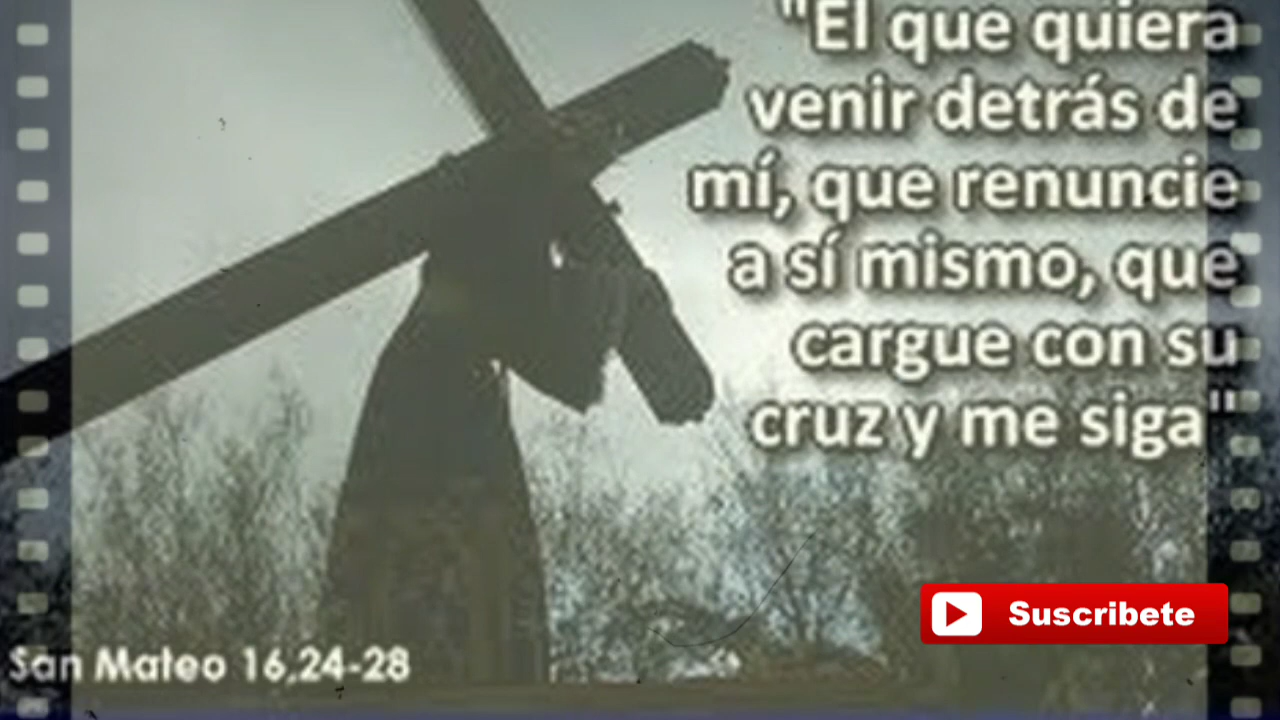 "El que quiera
venir detrás de
mí, que renuncie
a sí mismo, que
cargue con su
cruz y me siga"
Suscribete
San Mateo 16,24-28